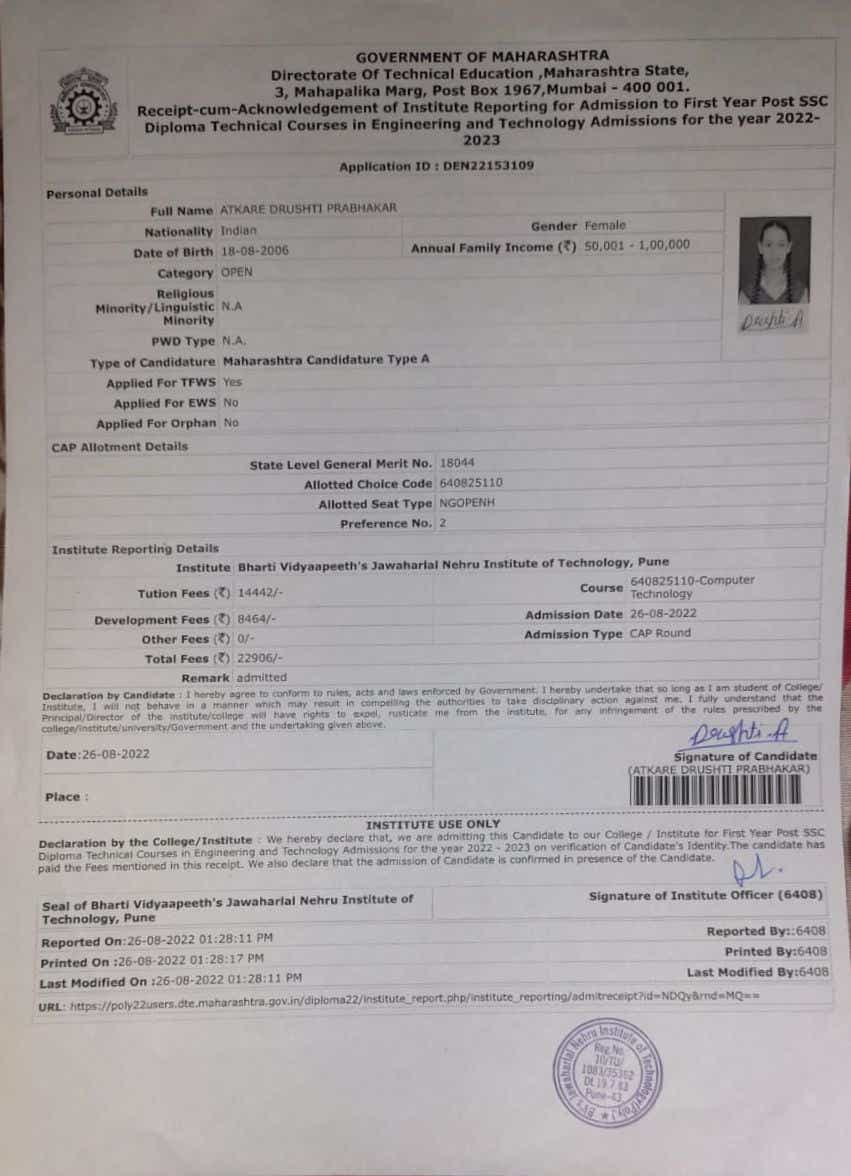 GOVERNMENT OF MAHARASHTRA
Directorate Of Technical Education ,Maharashtra State,
3, Mahapalika Marg, Post Box 1967,Mumbai - 400 001.
Receipt-cum-Acknowledgement of Institute Reporting for Admission to First Year Post SSC
Diploma Technical Courses in Engineering and Technology Admissions for the year 2022-
2023
Application ID : DEN22153109
Personal Details
Full Name ATKARE DRUSHTI PRABHAKAR
Nationality Indian Gender Female
Date of Birth 18-08-2006 Annual Family Income (₹) 50,001 - 1,00,000
Category OPEN
Religious
Minority/Linguistic N.A
Minority
Drushti A
PWD Type N.A.
Type of Candidature Maharashtra Candidature Type A
Applied For TFWS Yes
Applied For EWS No
Applied For Orphan No
CAP Allotment Details
State Level General Merit No. 18044
Allotted Choice Code 640825110
Allotted Seat Type NGOPENH
Preference No. 2
Institute Reporting Details
Institute Bharti Vidyaapeeth's Jawaharlal Nehru Institute of Technology, Pune
Tution Fees (₹) 14442/- Course 640825110-Computer
Technology
Development Fees (₹) 8464/- Admission Date 26-08-2022
Other Fees (₹) 0/- Admission Type CAP Round
Total Fees (₹) 22906/-
Remark admitted
Declaration by Candidate : I hereby agree to conform to rules, acts and laws enforced by Government. I hereby undertake that so long as I am student of College/
Institute, I will not behave in a manner which may result in compelling the authorities to take disciplinary action against me. I fully understand that the
Principal/Director of the institute/college will have rights to expel, rusticate me from the institute, for any infringement of the rules prescribed by the
college/institute/university/Government and the undertaking given above.
Drushti.A
Date:26-08-2022 Signature of Candidate
(ATKARE DRUSHTI PRABHAKAR)
Place :
INSTITUTE USE ONLY
Declaration by the College/Institute : We hereby declare that, we are admitting this Candidate to our College / Institute for First Year Post SSC
Diploma Technical Courses in Engineering and Technology Admissions for the year 2022 - 2023 on verification of Candidate's Identity.The candidate has
paid the Fees mentioned in this receipt. We also declare that the admission of Candidate is confirmed in presence of the Candidate.
Seal of Bharti Vidyaapeeth's Jawaharlal Nehru Institute of Signature of Institute Officer (6408)
Technology, Pune
Reported On:26-08-2022 01:28:11 PM Reported By::6408
Printed On :26-08-2022 01:28:17 PM Printed By:6408
Last Modified On :26-08-2022 01:28:11 PM Last Modified By:6408
URL: https://poly22users.dte.maharashtra.gov.in/diploma22/institute_report.php/institute_reporting/admitreceipt?id=NDQy&rnd=MQ==
BV's Jawaharlal Nehru Institute of Technology(Poly.)
Reg.No.
10/TU/
1083/35362
Dt.19.7.83
Pune-43